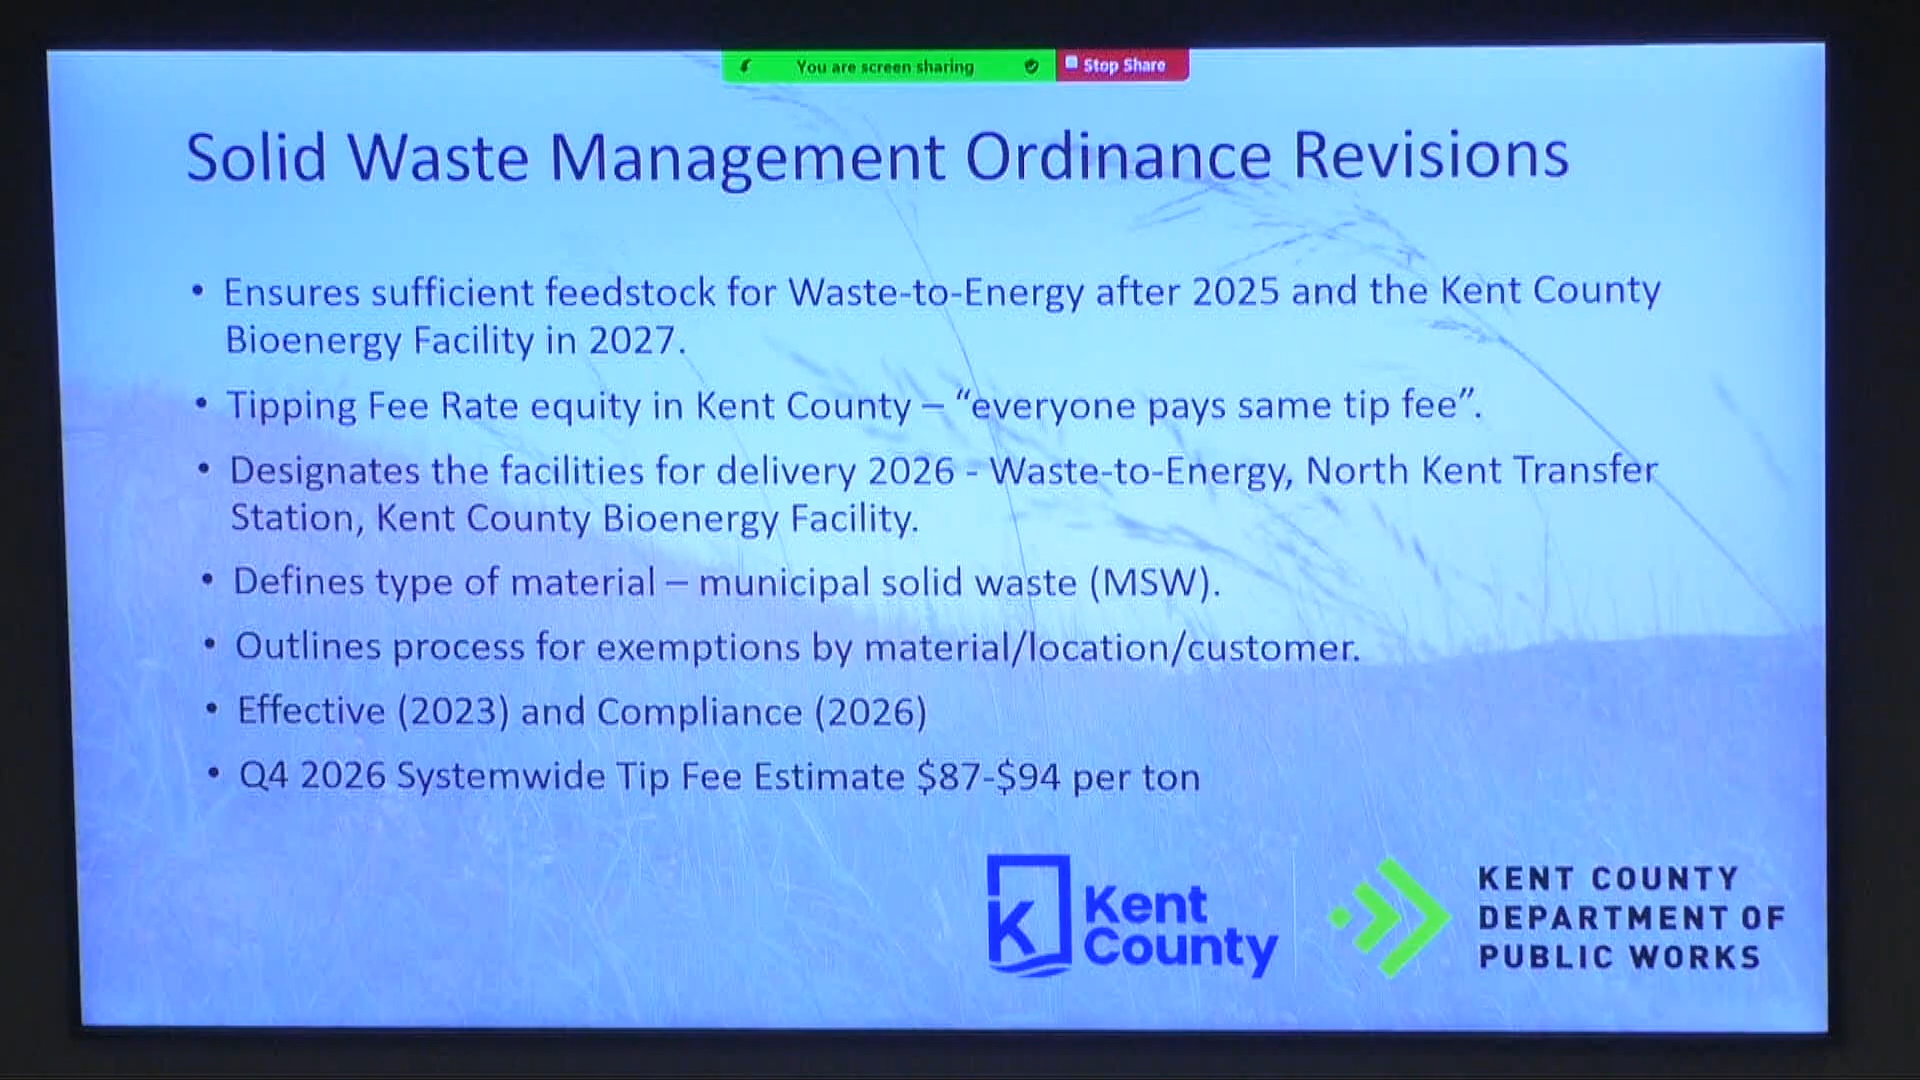 You are screen sharing
Stop Share
Solid Waste Management Ordinance Revisions
• Ensures sufficient feedstock for Waste-to-Energy after 2025 and the Kent County
Bioenergy Facility in 2027.
• Tipping Fee Rate equity in Kent County – “everyone pays same tip fee”.
• Designates the facilities for delivery 2026 - Waste-to-Energy, North Kent Transfer
Station, Kent County Bioenergy Facility.
• Defines type of material – municipal solid waste (MSW).
• Outlines process for exemptions by material/location/customer.
• Effective (2023) and Compliance (2026)
• Q4 2026 Systemwide Tip Fee Estimate $87-$94 per ton
K
Kent
County
KENT COUNTY
DEPARTMENT OF
PUBLIC WORKS